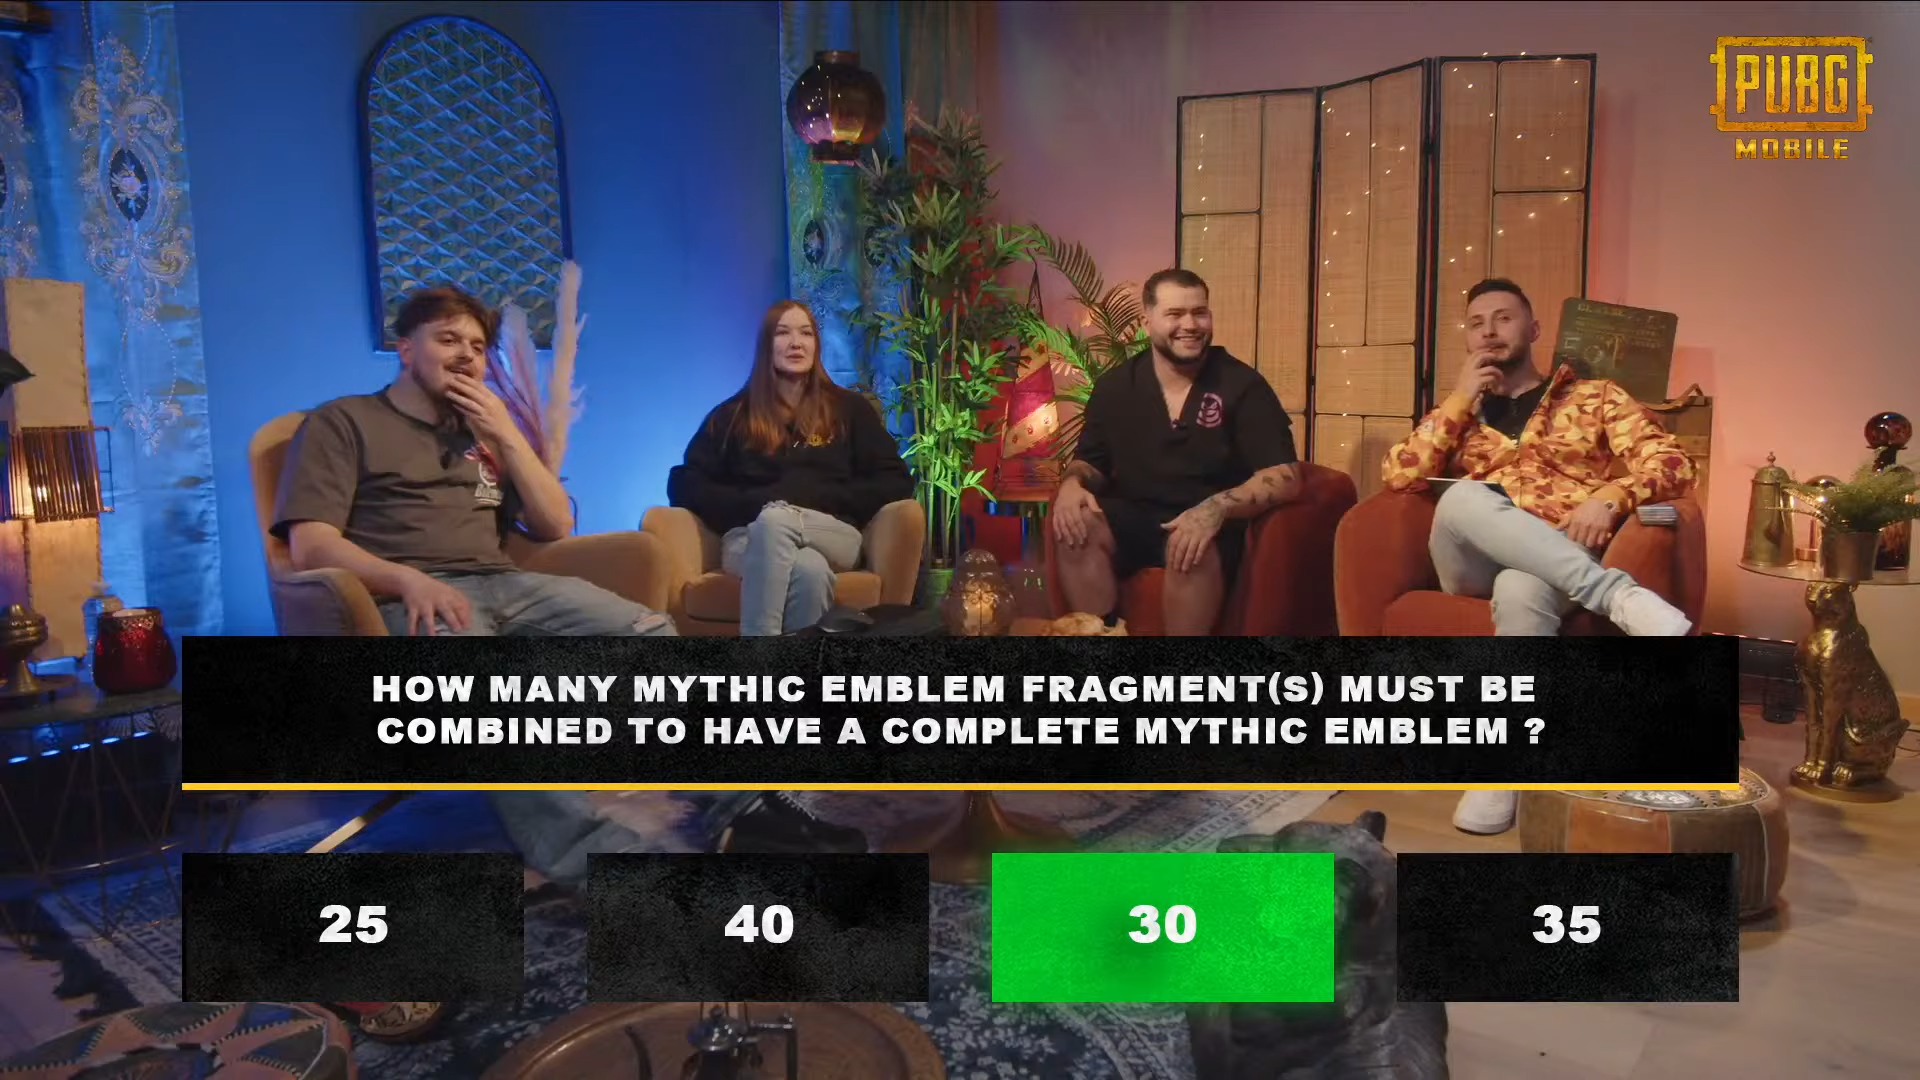 PUBG
MOBILE
HOW MANY MYTHIC EMBLEM FRAGMENT(S) MUST BE
COMBINED TO HAVE A COMPLETE MYTHIC EMBLEM ?
25
40
30
35